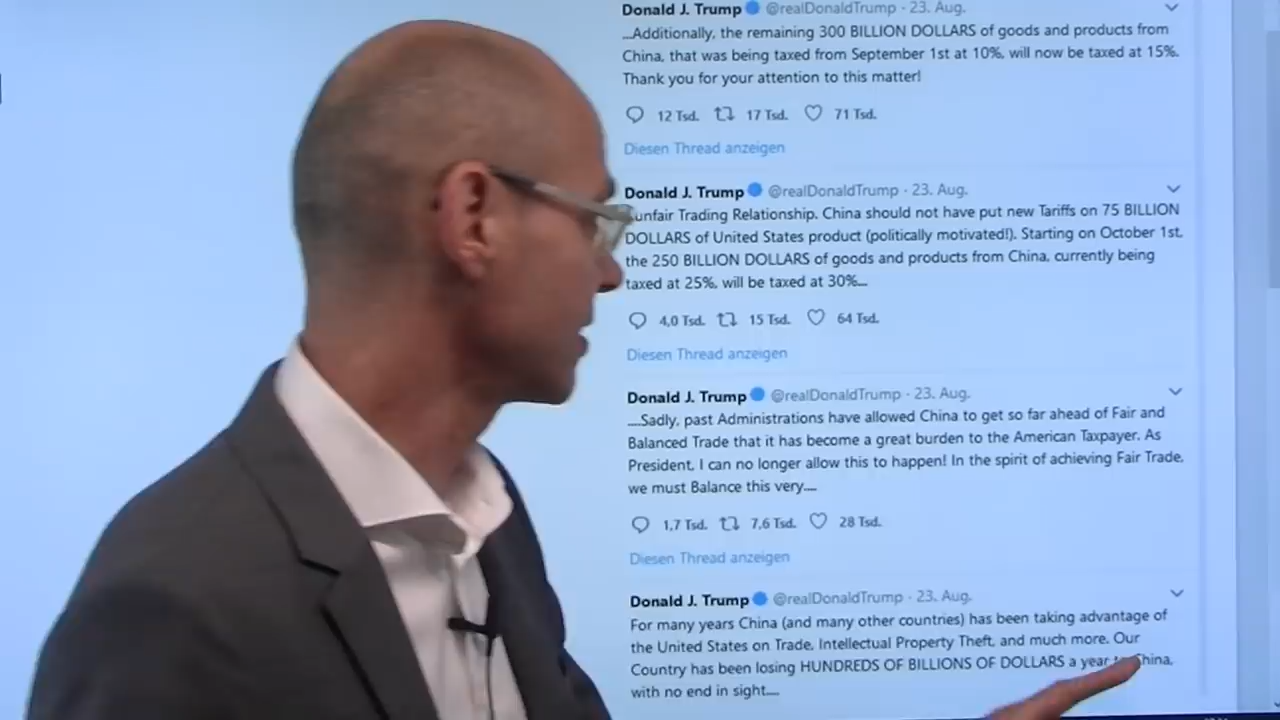 Donald J. Trump @realDonaldTrump · 23. Aug.
...Additionally, the remaining 300 BILLION DOLLARS of goods and products from
China, that was being taxed from September 1st at 10%, will now be taxed at 15%.
Thank you for your attention to this matter!
12 Tsd. 17 Tsd. 71 Tsd.
Diesen Thread anzeigen
Donald J. Trump @realDonaldTrump · 23. Aug.
unfair Trading Relationship. China should not have put new Tariffs on 75 BILLION
DOLLARS of United States product (politically motivated!). Starting on October 1st,
the 250 BILLION DOLLARS of goods and products from China, currently being
taxed at 25%, will be taxed at 30%...
4,0 Tsd. 15 Tsd. 64 Tsd.
Diesen Thread anzeigen
Donald J. Trump @realDonaldTrump · 23. Aug.
....Sadly, past Administrations have allowed China to get so far ahead of Fair and
Balanced Trade that it has become a great burden to the American Taxpayer. As
President, I can no longer allow this to happen! In the spirit of achieving Fair Trade,
we must Balance this very....
1,7 Tsd. 7,6 Tsd. 28 Tsd.
Diesen Thread anzeigen
Donald J. Trump @realDonaldTrump · 23. Aug.
For many years China (and many other countries) has been taking advantage of
the United States on Trade, Intellectual Property Theft, and much more. Our
Country has been losing HUNDREDS OF BILLIONS OF DOLLARS a year to China,
with no end in sight....